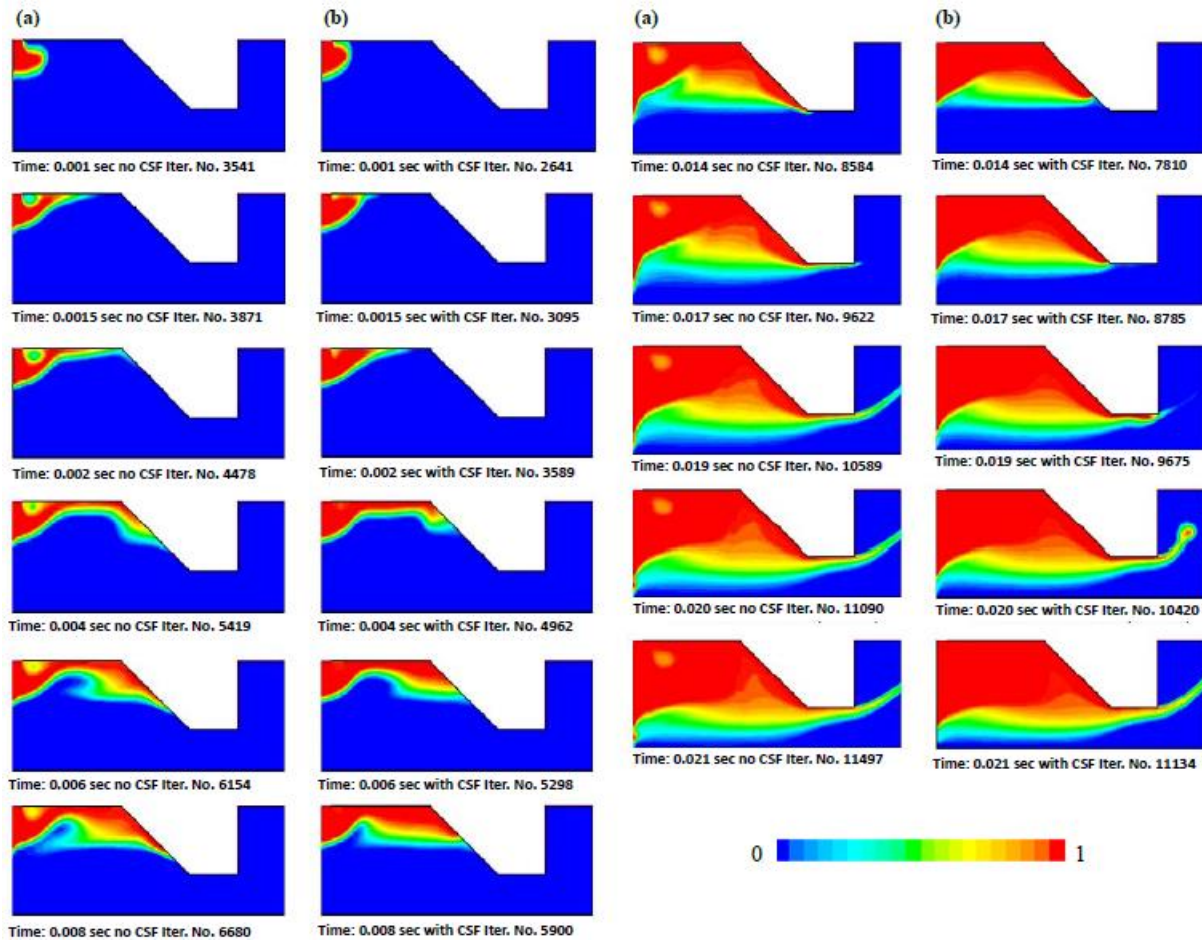 (a)
(b)
(a)
(b)
Time: 0.001 sec no CSF Iter. No. 3541
Time: 0.001 sec with CSF Iter. No. 2641
Time: 0.014 sec no CSF Iter. No. 8584
Time: 0.014 sec with CSF Iter. No. 7810
Time: 0.0015 sec no CSF Iter. No. 3871
Time: 0.0015 sec with CSF Iter. No. 3095
Time: 0.017 sec no CSF Iter. No. 9622
Time: 0.017 sec with CSF Iter. No. 8785
Time: 0.002 sec no CSF Iter. No. 4478
Time: 0.002 sec with CSF Iter. No. 3589
Time: 0.019 sec no CSF Iter. No. 10589
Time: 0.019 sec with CSF Iter. No. 9675
Time: 0.004 sec no CSF Iter. No. 5419
Time: 0.004 sec with CSF Iter. No. 4962
Time: 0.020 sec no CSF Iter. No. 11090
Time: 0.020 sec with CSF Iter. No. 10420
Time: 0.006 sec no CSF Iter. No. 6154
Time: 0.006 sec with CSF Iter. No. 5298
Time: 0.021 sec no CSF Iter. No. 11497
Time: 0.021 sec with CSF Iter. No. 11134
0
1
Time: 0.008 sec no CSF Iter. No. 6680
Time: 0.008 sec with CSF Iter. No. 5900